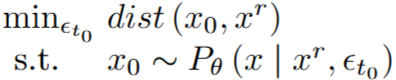 min_{ϵ_{t_0}} dist (x_0, x^r)
s.t. x_0 ∼ P_θ (x | x^r, ϵ_{t_0})